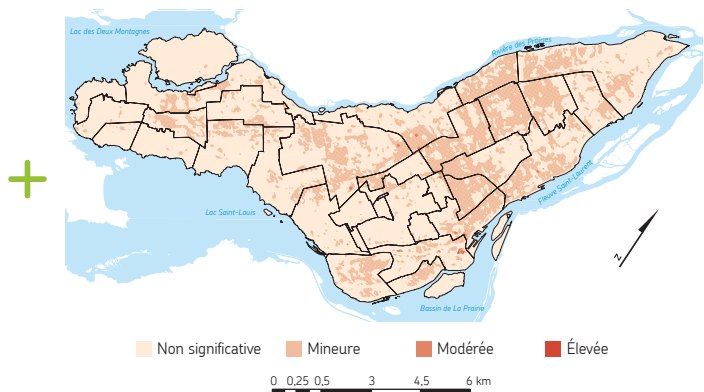 Lac des Deux Montagnes
Rivière des Prairies
Fleuve Saint-Laurent
Lac Saint-Louis
N
Bassin de La Prairie
Non significative Mineure Modérée Élevée
0 0,25 0,5 3 4,5 6 km